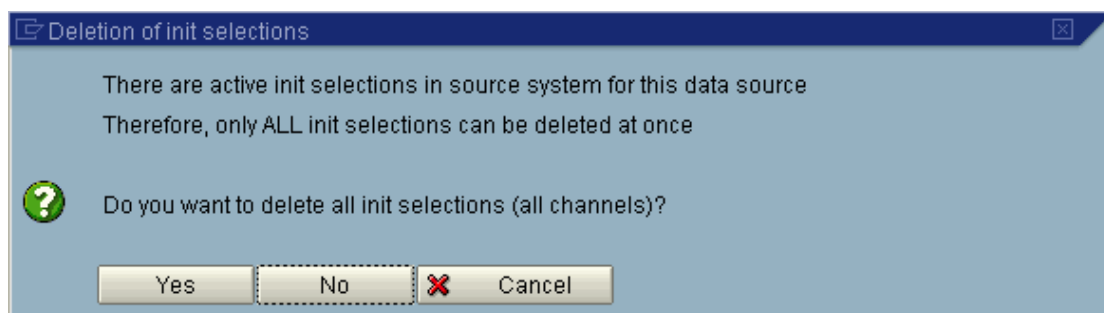 Deletion of init selections
There are active init selections in source system for this data source
Therefore, only ALL init selections can be deleted at once
Do you want to delete all init selections (all channels)?
Yes No Cancel